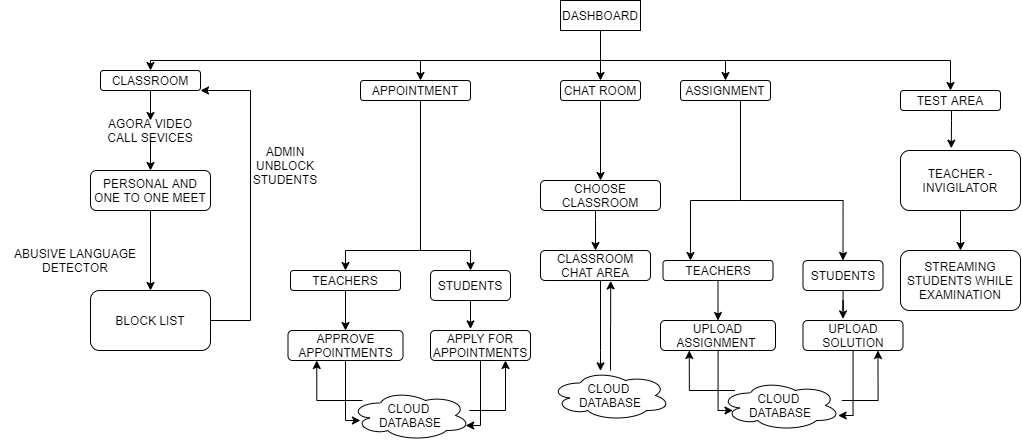 DASHBOARD
CLASSROOM
APPOINTMENT
CHAT ROOM
ASSIGNMENT
TEST AREA
AGORA VIDEO
CALL SEVICES
ADMIN
UNBLOCK
STUDENTS
PERSONAL AND
ONE TO ONE MEET
CHOOSE
CLASSROOM
TEACHER -
INVIGILATOR
ABUSIVE LANGUAGE
DETECTOR
BLOCK LIST
TEACHERS
STUDENTS
CLASSROOM
CHAT AREA
TEACHERS
STUDENTS
STREAMING
STUDENTS WHILE
EXAMINATION
APPROVE
APPOINTMENTS
APPLY FOR
APPOINTMENTS
UPLOAD
ASSIGNMENT
UPLOAD
SOLUTION
CLOUD
DATABASE
CLOUD
DATABASE
CLOUD
DATABASE